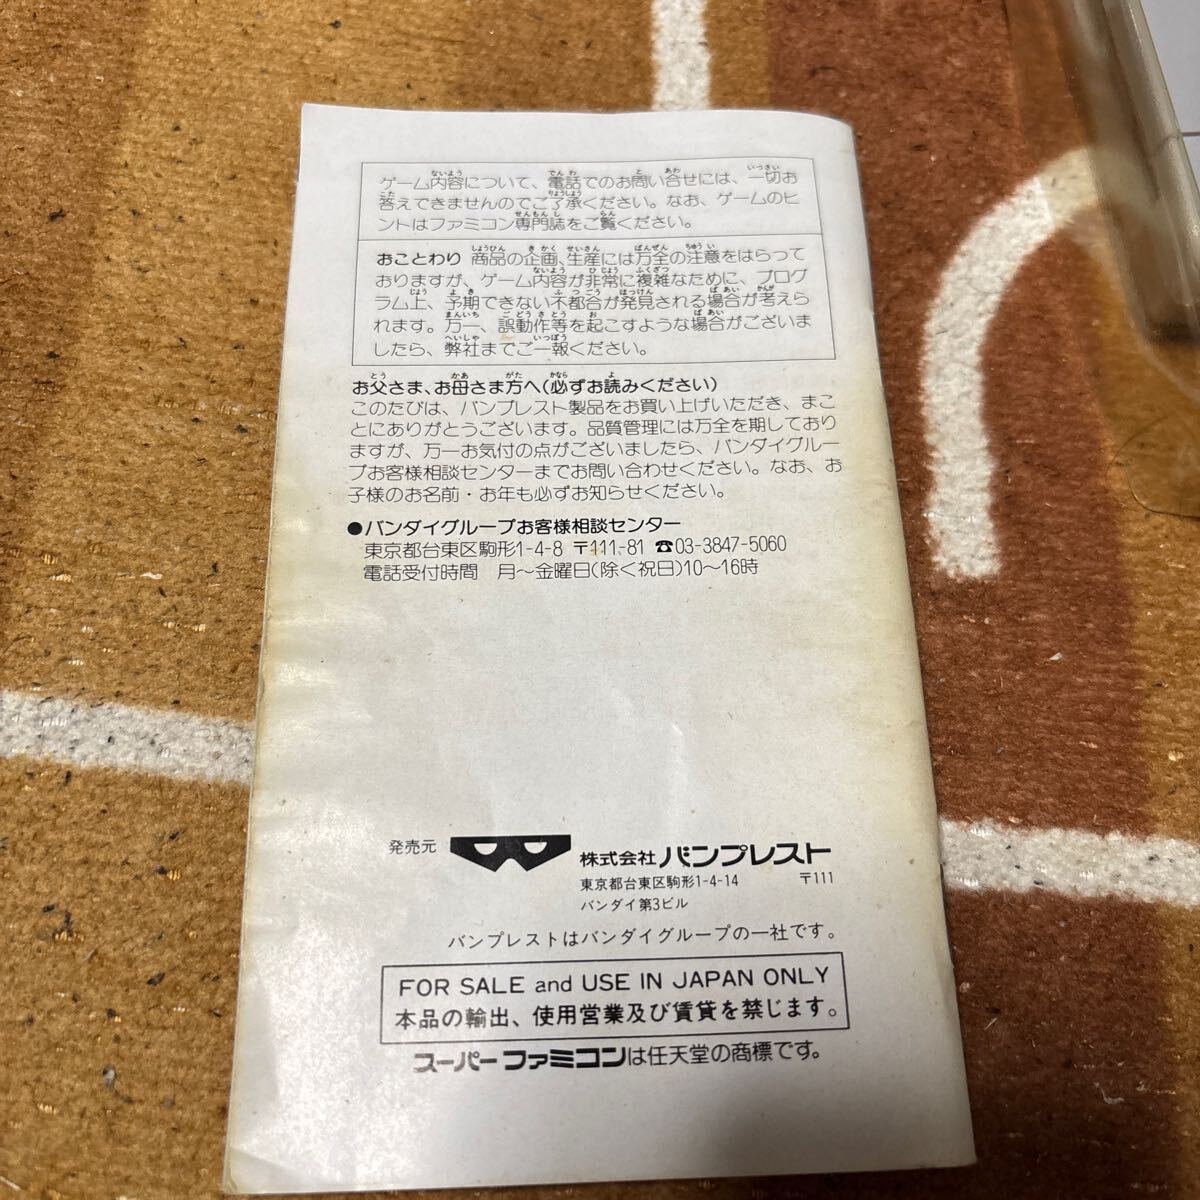 ゲーム内容について、電話でのお問い合せには、一切お
答えできませんのでご了承ください。なお、ゲームのヒ
ントはファミコン専門誌をご覧ください。
おことわり 商品の企画、生産には万全の注意をはらって
おりますが、ゲーム内容が非常に複雑なために、プログ
ラム上、予期できない不都合が発見される場合が考えら
れます。万一、誤動作等を起こすような場合がございま
したら、弊社までご一報ください。
お父さま、お母さま方へ(必ずお読みください)
このたびは、バンプレスト製品をお買い上げいただき、まこ
とにありがとうございます。品質管理には万全を期しており
ますが、万一お気付の点がございましたら、バンダイグルー
プお客様相談センターまでお問い合わせください。なお、お
子様のお名前・お年も必ずお知らせください。
●バンダイグループお客様相談センター
東京都台東区駒形1-4-8 〒111-81 ☎03-3847-5060
電話受付時間 月〜金曜日(除く祝日)10〜16時
発売元 株式会社 バンプレスト
東京都台東区駒形1-4-14 〒111
バンダイ第3ビル
バンプレストはバンダイグループの一社です。
FOR SALE and USE IN JAPAN ONLY
本品の輸出、使用営業及び賃貸を禁じます。
スーパーファミコンは任天堂の商標です。